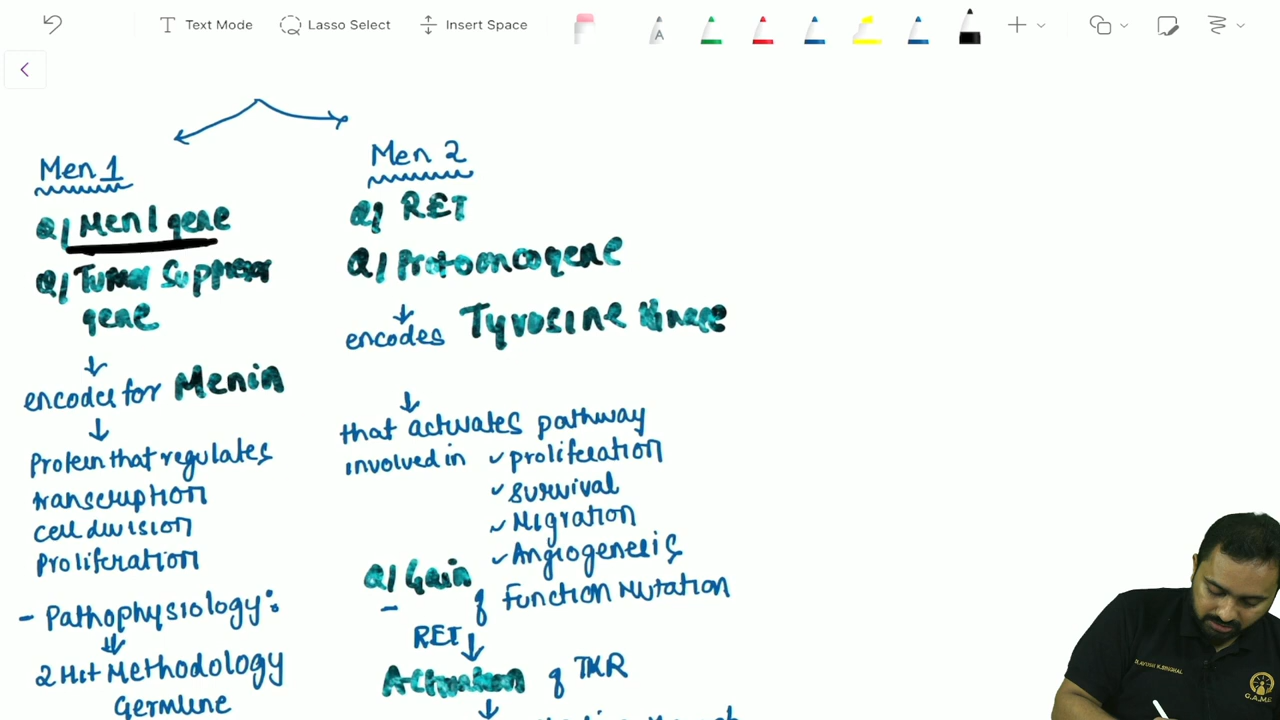 Text Mode
Lasso Select
Insert Space
A
Men 1
Q/ Men 1 gene
Q/ Tumor Suppresor
gene
encodes for Menin
Protein that regulates
transcription
cell division
Proliferation
- Pathophysiology:
2 Hit Methodology
Germline
Men 2
Q/ RET
Q/ Protooncogene
encodes Tyrosine Kinase
that activates pathway
involved in ✓ proliferation
✓ survival
✓ Migration
✓ Angiogenesis
Q/ Gain of Function Mutation
RET
Activation of TKR
G.A.M.E